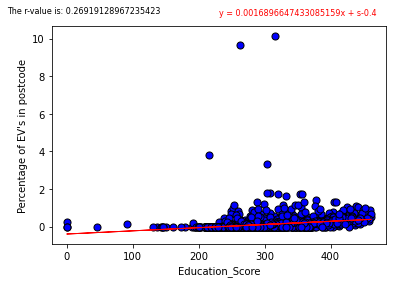 The r-value is: 0.26919128967235423
y = 0.0016896647433085159x + s-0.4
10
8
6
4
2
0
Percentage of EV's in postcode
0 100 200 300 400
Education_Score